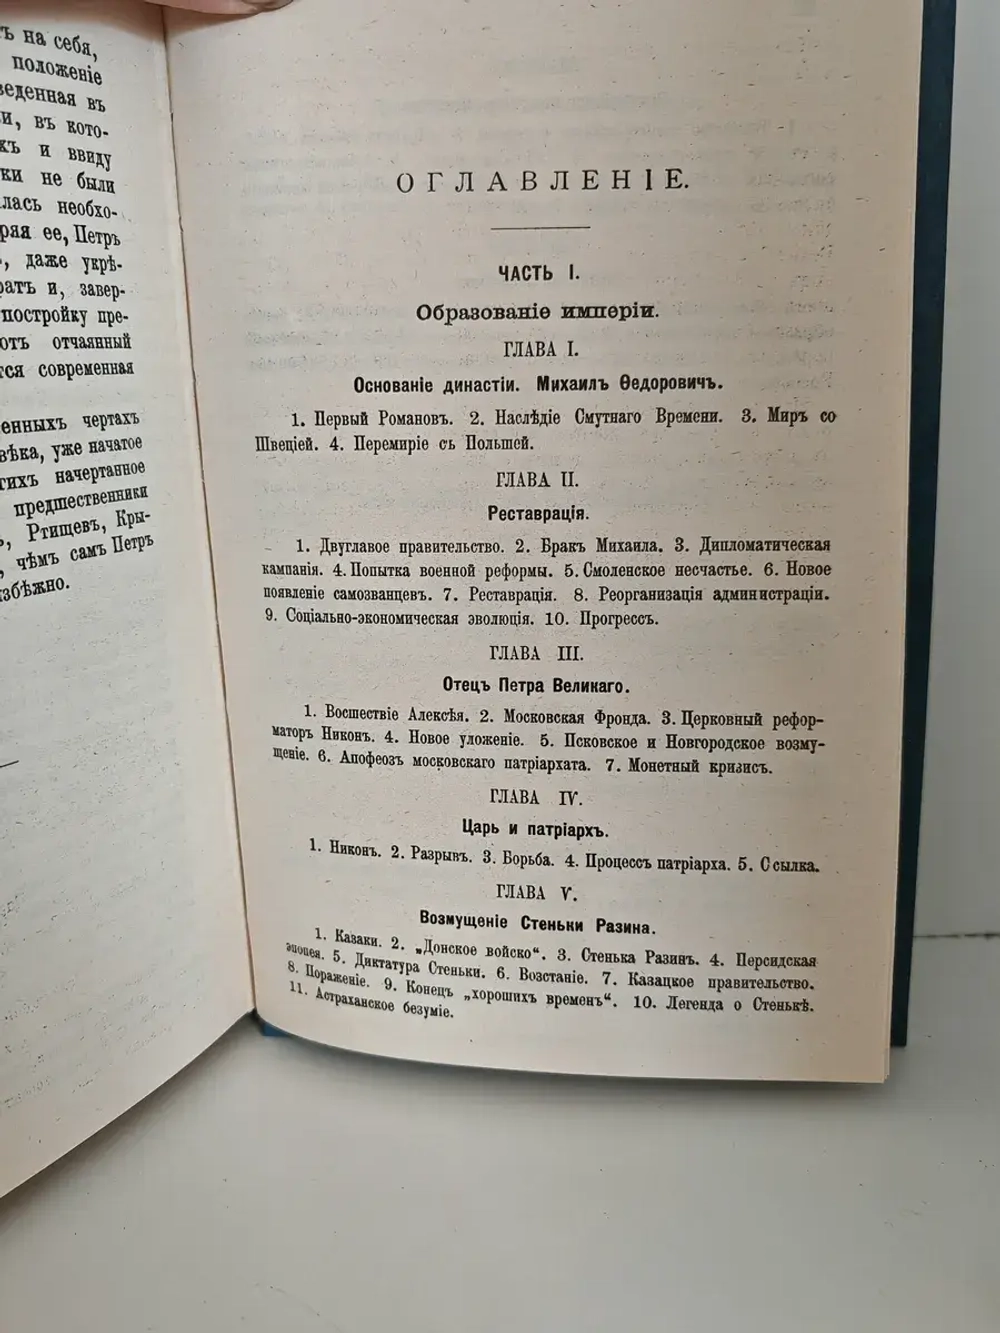 ъ на себя,
положеніе
веденная въ
и, въ кото-
хъ и ввиду
ки не были
лась необхо-
ряя ее, Петръ
, даже укрѣ-
ратъ и, завер-
постройку пре-
отъ отчаянный
тся современная
енныхъ чертахъ
вѣка, уже начатое
гихъ начертанное
предшественники
ъ, Ртищевъ, Кры-
, чѣмъ самъ Петръ
избѣжно.
ОГЛАВЛЕНІЕ.
ЧАСТЬ I.
Образованіе имперіи.
ГЛАВА I.
Основаніе династіи. Михаилъ Ѳедоровичъ.
1. Первый Романовъ. 2. Наслѣдіе Смутнаго Времени. 3. Миръ со
Швеціей. 4. Перемиріе съ Польшей.
ГЛАВА II.
Реставрація.
1. Двуглавое правительство. 2. Бракъ Михаила. 3. Дипломатическая
кампанія. 4. Попытка военной реформы. 5. Смоленское несчастье. 6. Новое
появленіе самозванцевъ. 7. Реставрація. 8. Реорганизація администраціи.
9. Соціально-экономическая эволюція. 10. Прогрессъ.
ГЛАВА III.
Отецъ Петра Великаго.
1. Восшествіе Алексѣя. 2. Московская Фронда. 3. Церковный рефор-
маторъ Никонъ. 4. Новое уложеніе. 5. Псковское и Новгородское возму-
щеніе. 6. Апофеозъ московскаго патріархата. 7. Монетный кризисъ.
ГЛАВА IV.
Царь и патріархъ.
1. Никонъ. 2. Разрывъ. 3. Борьба. 4. Процессъ патріарха. 5. Ссылка.
ГЛАВА V.
Возмущеніе Стеньки Разина.
1. Казаки. 2. „Донское войско“. 3. Стенька Разинъ. 4. Персидская
эпопея. 5. Диктатура Стеньки. 6. Возстаніе. 7. Казацкое правительство.
8. Пораженіе. 9. Конецъ „хорошихъ временъ“. 10. Легенда о Стенькѣ.
11. Астраханское безуміе.